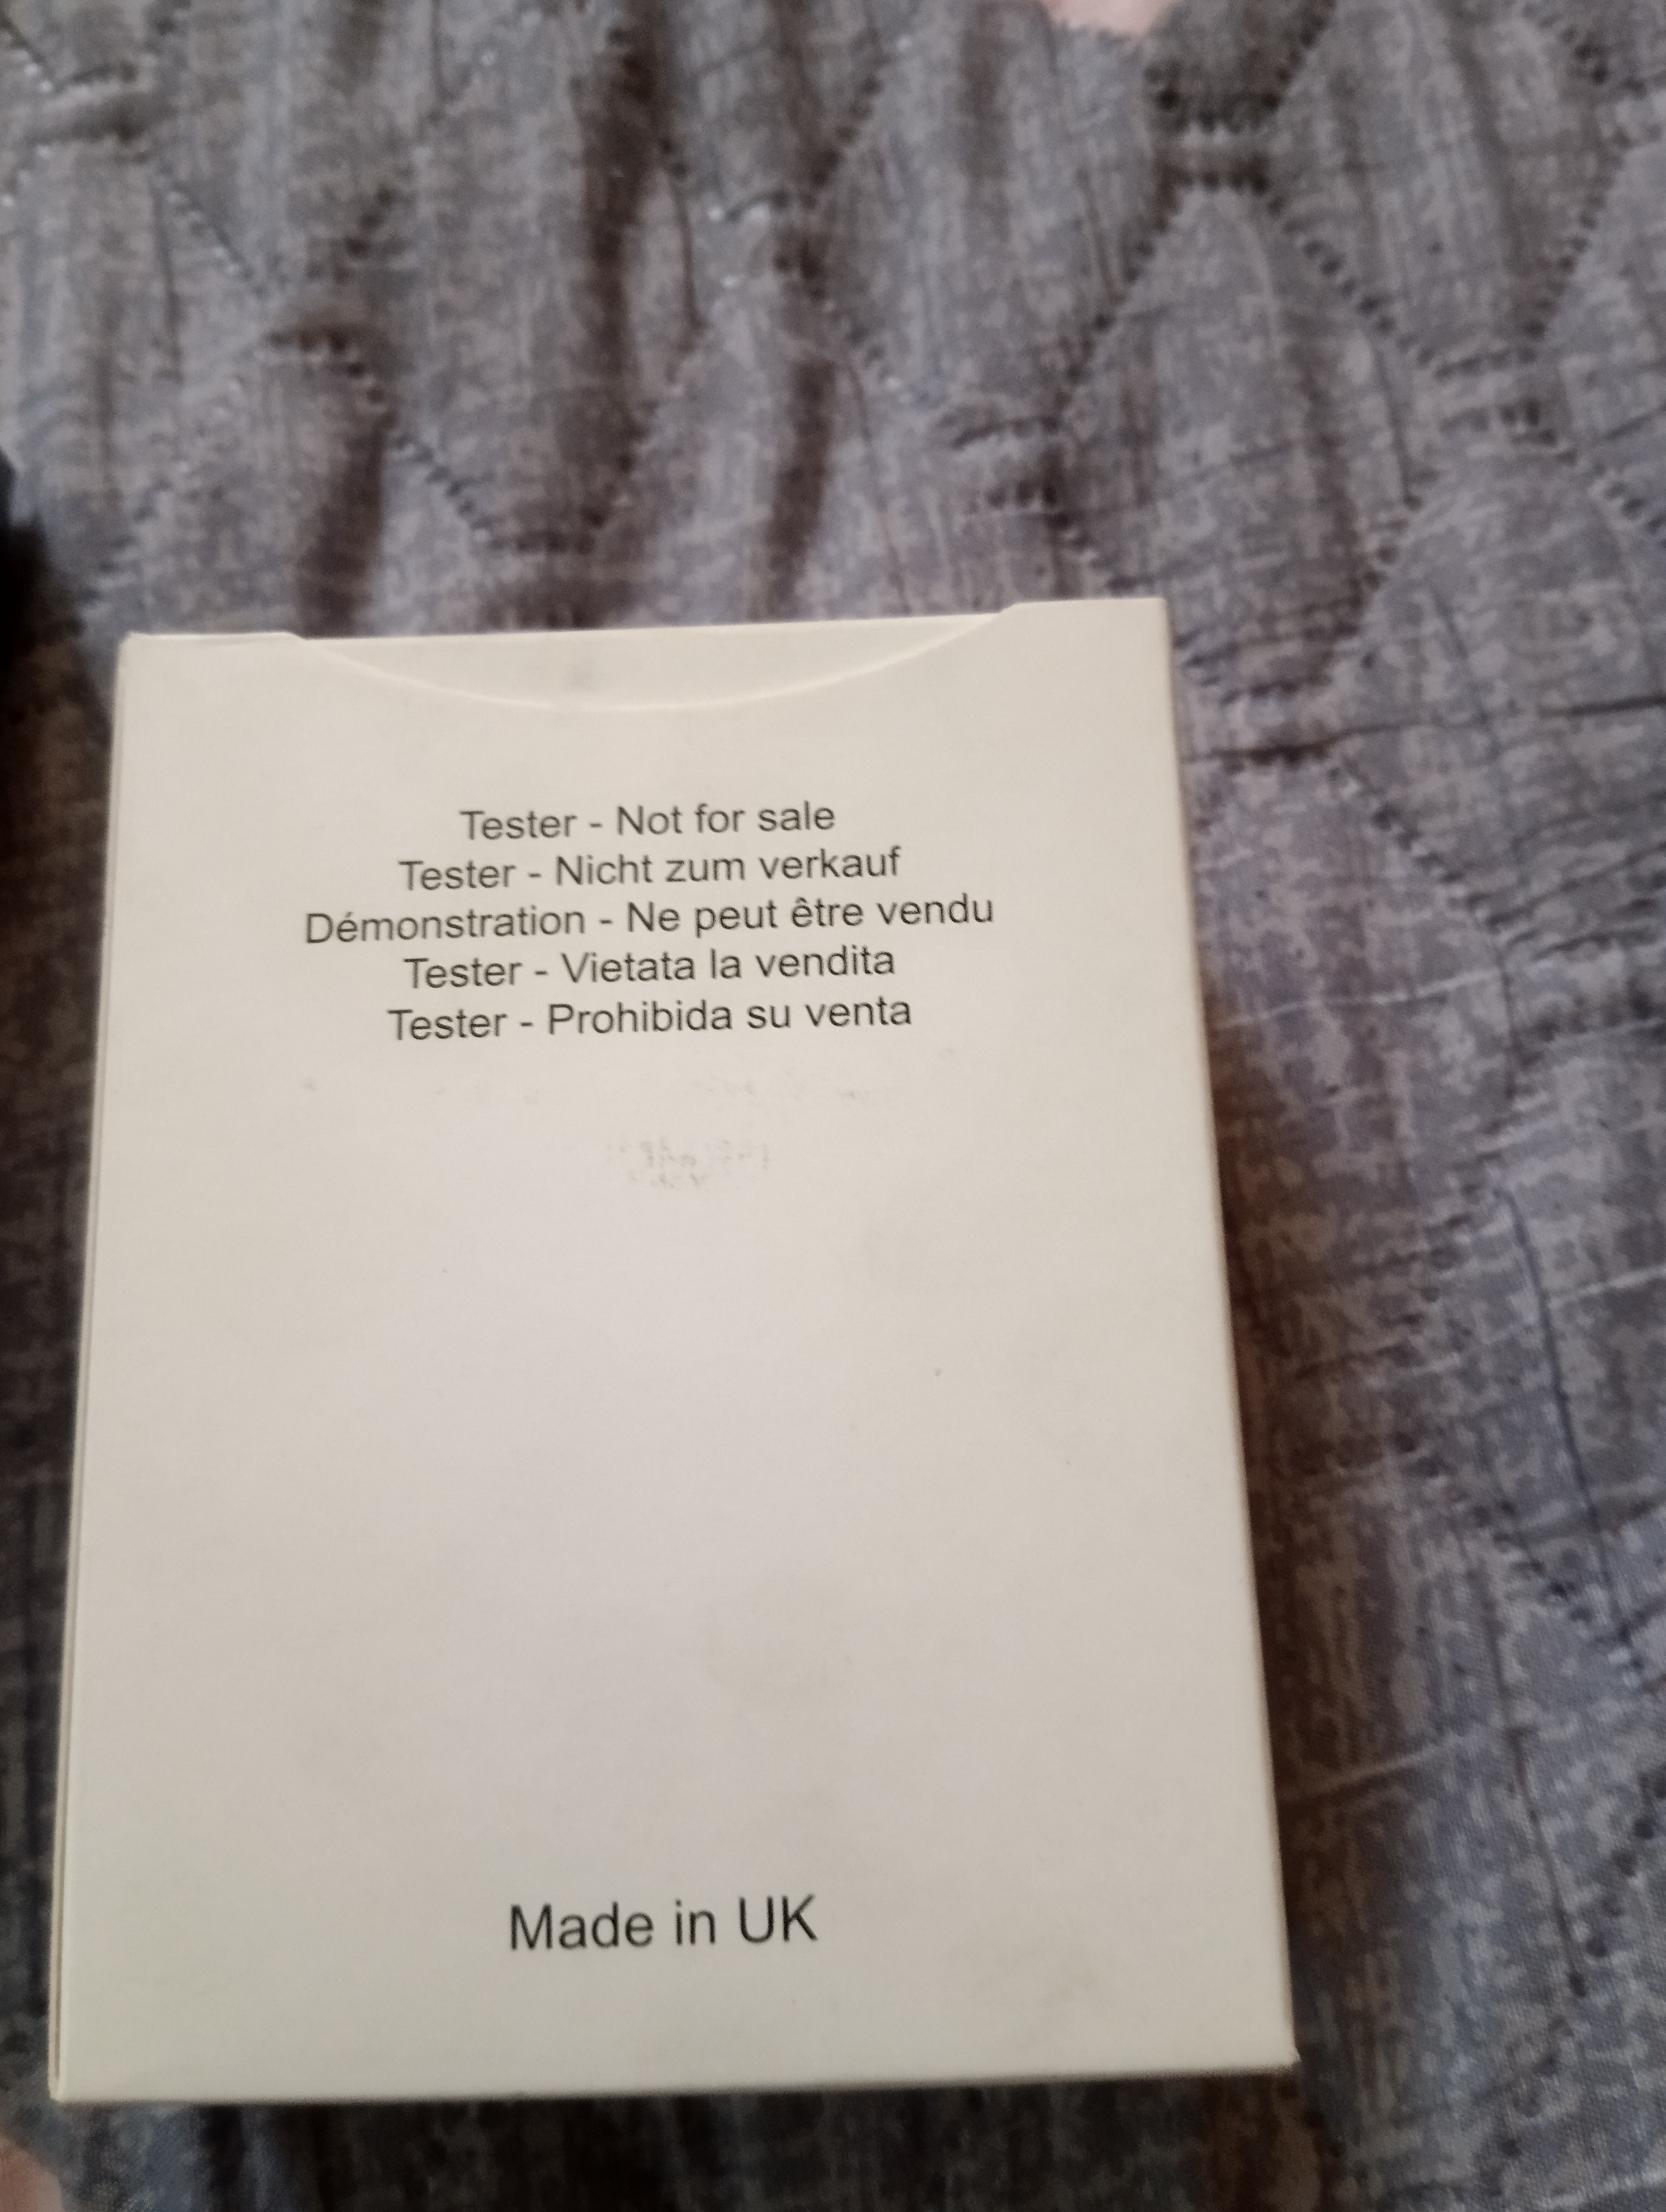 Tester - Not for sale
Tester - Nicht zum verkauf
Démonstration - Ne peut être vendu
Tester - Vietata la vendita
Tester - Prohibida su venta
Made in UK